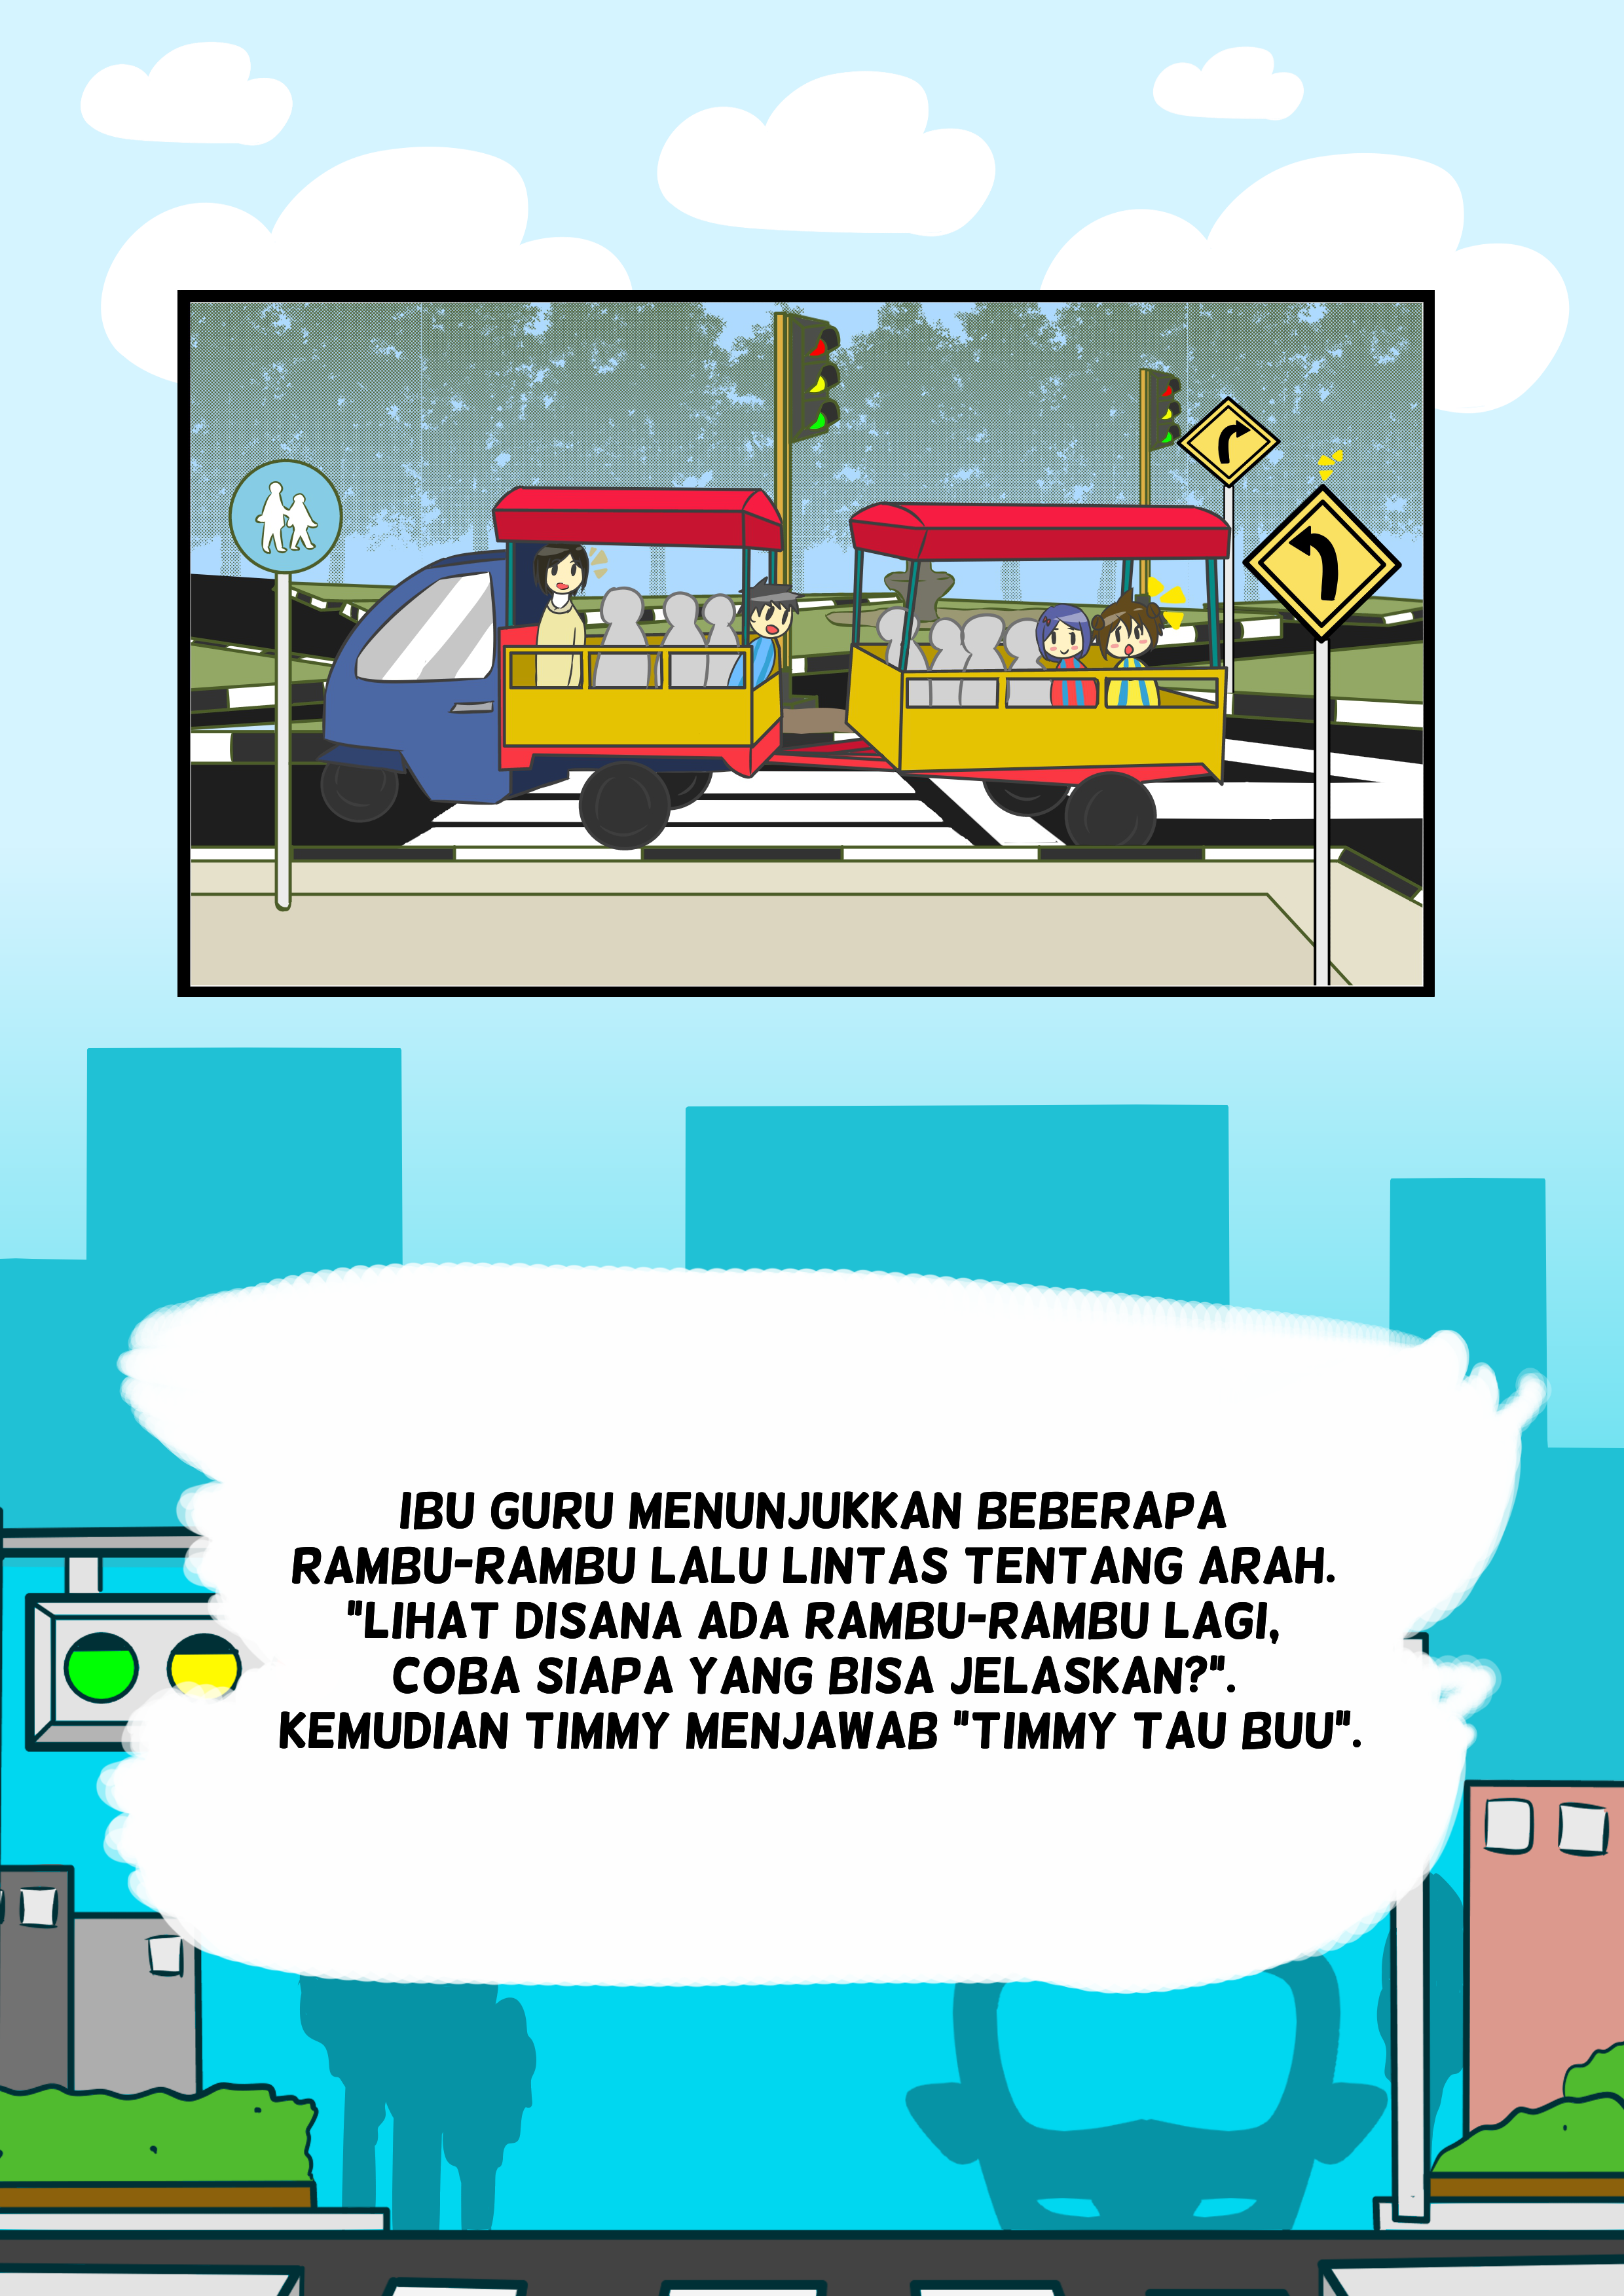 IBU GURU MENUNJUKKAN BEBERAPA
RAMBU-RAMBU LALU LINTAS TENTANG ARAH.
"LIHAT DISANA ADA RAMBU-RAMBU LAGI,
COBA SIAPA YANG BISA JELASKAN?".
KEMUDIAN TIMMY MENJAWAB "TIMMY TAU BUU".